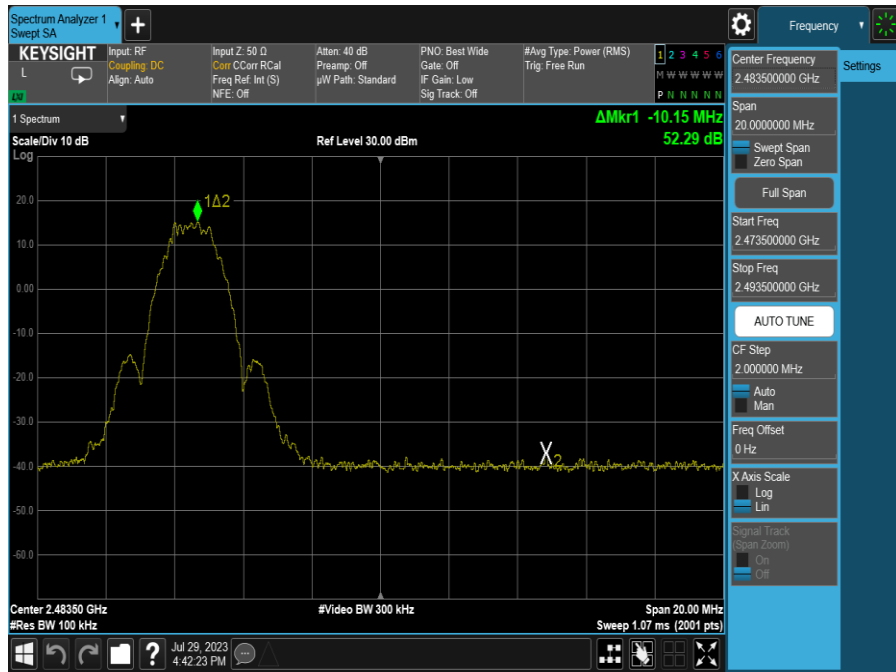 Spectrum Analyzer 1
Swept SA
+
Frequency
KEYSIGHT
L
LXI
Input: RF
Coupling: DC
Align: Auto
Input Z: 50 Ω
Corr CCorr RCal
Freq Ref: Int (S)
NFE: Off
Atten: 40 dB
Preamp: Off
µW Path: Standard
PNO: Best Wide
Gate: Off
IF Gain: Low
Sig Track: Off
#Avg Type: Power (RMS)
Trig: Free Run
1 2 3 4 5 6
M W W W W W
P N N N N N
1 Spectrum
ΔMkr1 -10.15 MHz
52.29 dB
Scale/Div 10 dB
Ref Level 30.00 dBm
Log
1Δ2
20.0
10.0
0.00
-10.0
-20.0
-30.0
-40.0
-50.0
-60.0
X2
Center 2.48350 GHz
#Video BW 300 kHz
Span 20.00 MHz
#Res BW 100 kHz
Sweep 1.07 ms (2001 pts)
Jul 29, 2023
4:42:23 PM
?
Center Frequency
2.483500000 GHz
Settings
Span
20.0000000 MHz
Swept Span
Zero Span
Full Span
Start Freq
2.473500000 GHz
Stop Freq
2.493500000 GHz
AUTO TUNE
CF Step
2.000000 MHz
Auto
Man
Freq Offset
0 Hz
X Axis Scale
Log
Lin
Signal Track
(Span Zoom)
On
Off